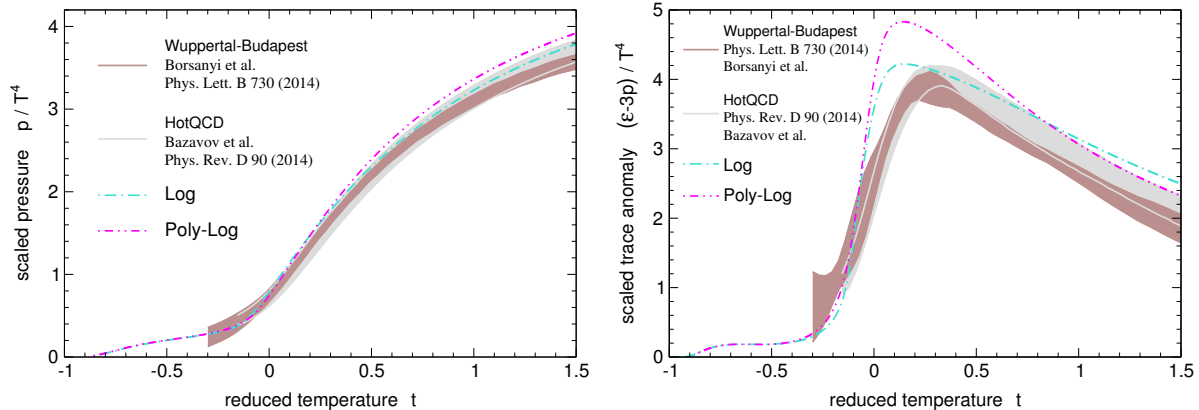 4
3
2
1
0
scaled pressure p / T⁴
Wuppertal-Budapest
Borsanyi et al.
Phys. Lett. B 730 (2014)
HotQCD
Bazavov et al.
Phys. Rev. D 90 (2014)
Log
Poly-Log
-1
-0.5
0
0.5
1
1.5
reduced temperature t
5
4
3
2
1
0
scaled trace anomaly (ε-3p) / T⁴
Wuppertal-Budapest
Phys. Lett. B 730 (2014)
Borsanyi et al.
HotQCD
Phys. Rev. D 90 (2014)
Bazavov et al.
Log
Poly-Log
-1
-0.5
0
0.5
1
1.5
reduced temperature t